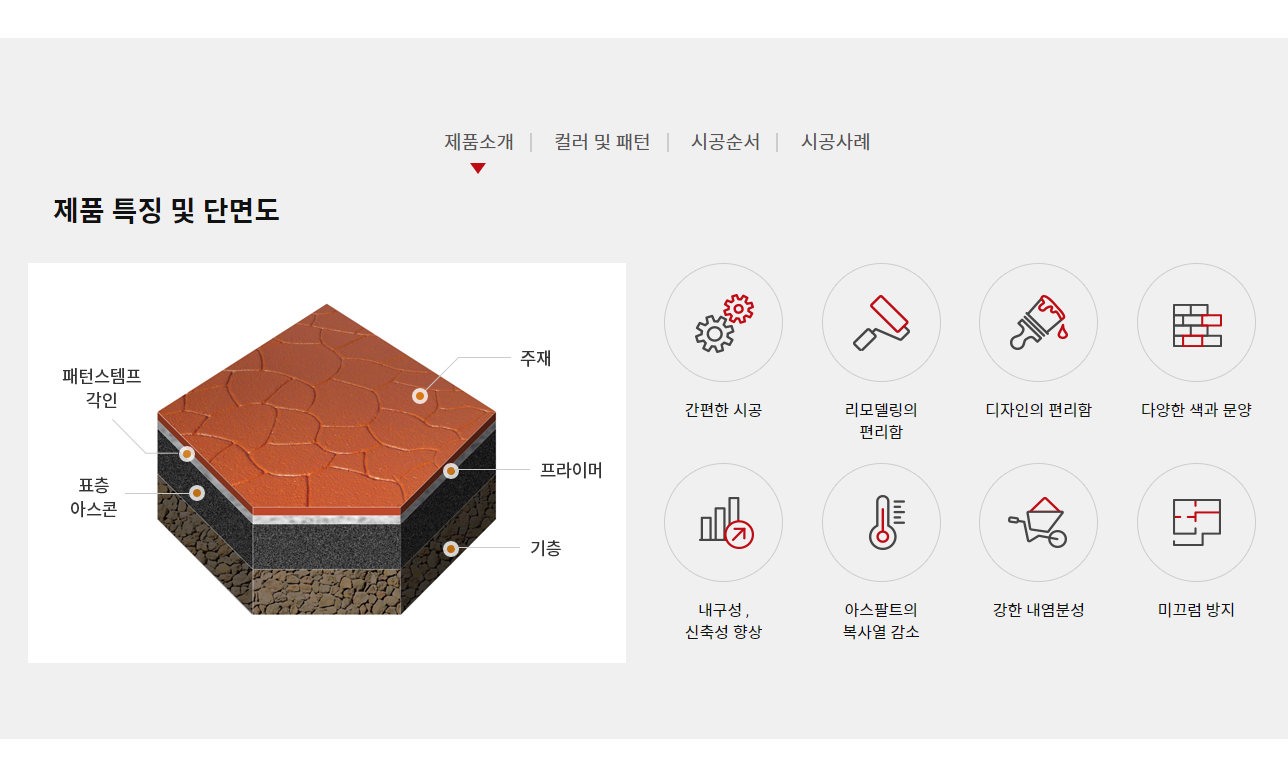 제품소개
컬러 및 패턴
시공순서
시공사례
제품 특징 및 단면도
패턴스템프
각인
표층
아스콘
주재
프라이머
기층
간편한 시공
리모델링의
편리함
디자인의 편리함
다양한 색과 문양
내구성 ,
신축성 향상
아스팔트의
복사열 감소
강한 내염분성
미끄럼 방지